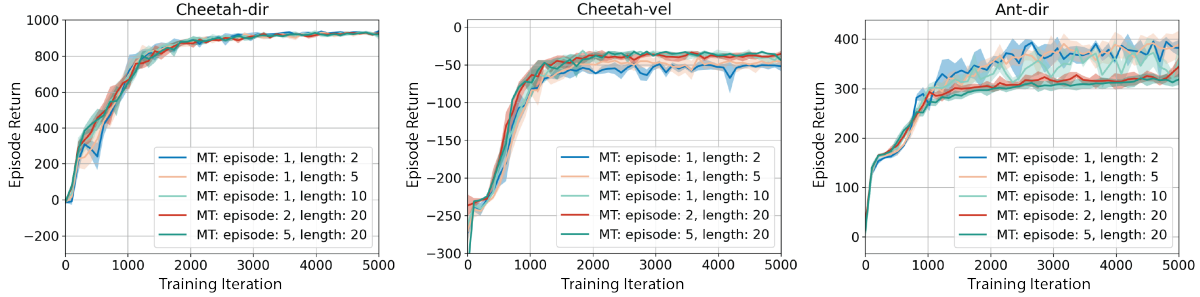 Cheetah-dir
1000
800
600
400
200
0
−200
Episode Return
MT: episode: 1, length: 2
MT: episode: 1, length: 5
MT: episode: 1, length: 10
MT: episode: 2, length: 20
MT: episode: 5, length: 20
0 1000 2000 3000 4000 5000
Training Iteration
Cheetah-vel
0
−50
−100
−150
−200
−250
−300
Episode Return
MT: episode: 1, length: 2
MT: episode: 1, length: 5
MT: episode: 1, length: 10
MT: episode: 2, length: 20
MT: episode: 5, length: 20
0 1000 2000 3000 4000 5000
Training Iteration
Ant-dir
400
300
200
100
0
Episode Return
MT: episode: 1, length: 2
MT: episode: 1, length: 5
MT: episode: 1, length: 10
MT: episode: 2, length: 20
MT: episode: 5, length: 20
0 1000 2000 3000 4000 5000
Training Iteration